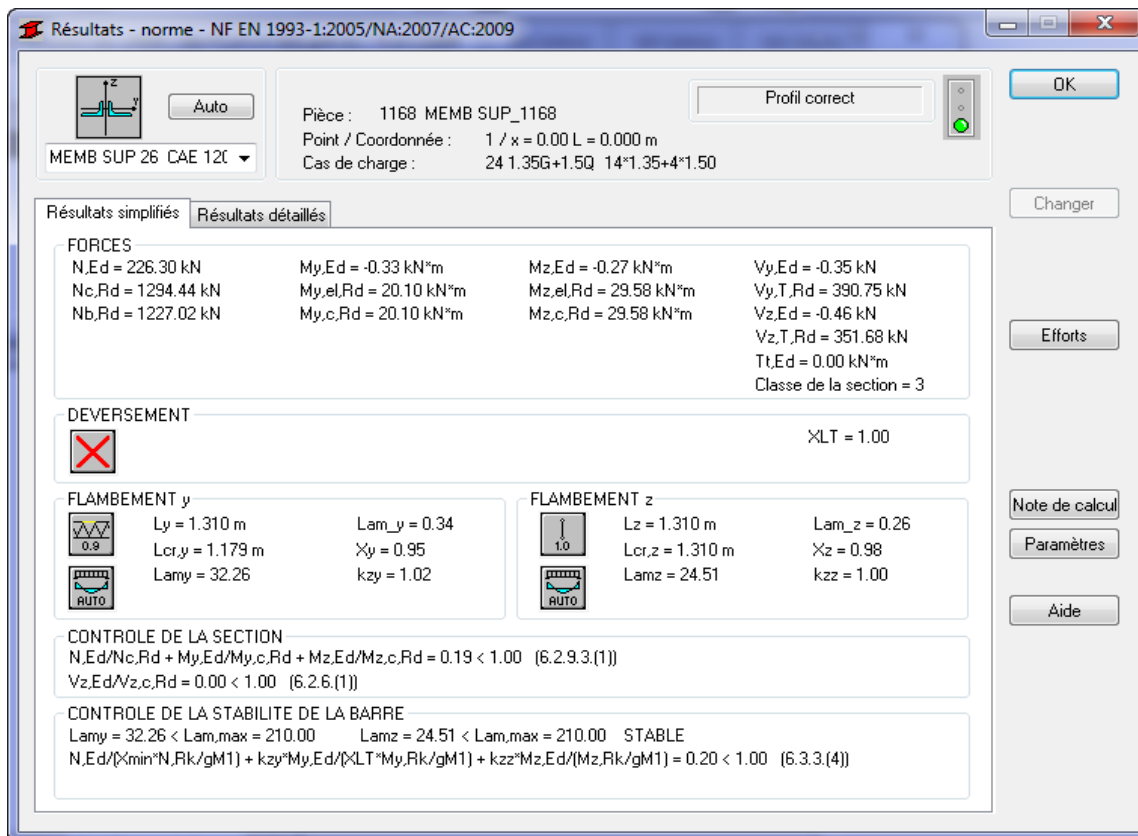 Résultats - norme - NF EN 1993-1:2005/NA:2007/AC:2009
z
y
Auto
MEMB SUP 26 CAE 120
Pièce : 1168 MEMB SUP_1168
Point / Coordonnée : 1 / x = 0.00 L = 0.000 m
Cas de charge : 24 1.35G+1.5Q 14*1.35+4*1.50
Profil correct
OK
Changer
Efforts
Note de calcul
Paramètres
Aide
Résultats simplifiés
Résultats détaillés
FORCES
N,Ed = 226.30 kN My,Ed = -0.33 kN*m Mz,Ed = -0.27 kN*m Vy,Ed = -0.35 kN
Nc,Rd = 1294.44 kN My,el,Rd = 20.10 kN*m Mz,el,Rd = 29.58 kN*m Vy,T,Rd = 390.75 kN
Nb,Rd = 1227.02 kN My,c,Rd = 20.10 kN*m Mz,c,Rd = 29.58 kN*m Vz,Ed = -0.46 kN
Vz,T,Rd = 351.68 kN
Tt,Ed = 0.00 kN*m
Classe de la section = 3
DEVERSEMENT
XLT = 1.00
FLAMBEMENT y
0.9
Ly = 1.310 m Lam_y = 0.34
Lcr,y = 1.179 m Xy = 0.95
Lamy = 32.26 kzy = 1.02
AUTO
FLAMBEMENT z
1.0
Lz = 1.310 m Lam_z = 0.26
Lcr,z = 1.310 m Xz = 0.98
Lamz = 24.51 kzz = 1.00
AUTO
CONTROLE DE LA SECTION
N,Ed/Nc,Rd + My,Ed/My,c,Rd + Mz,Ed/Mz,c,Rd = 0.19 < 1.00 (6.2.9.3.(1))
Vz,Ed/Vz,c,Rd = 0.00 < 1.00 (6.2.6.(1))
CONTROLE DE LA STABILITE DE LA BARRE
Lamy = 32.26 < Lam,max = 210.00 Lamz = 24.51 < Lam,max = 210.00 STABLE
N,Ed/(Xmin*N,Rk/gM1) + kzy*My,Ed/(XLT*My,Rk/gM1) + kzz*Mz,Ed/(Mz,Rk/gM1) = 0.20 < 1.00 (6.3.3.(4))